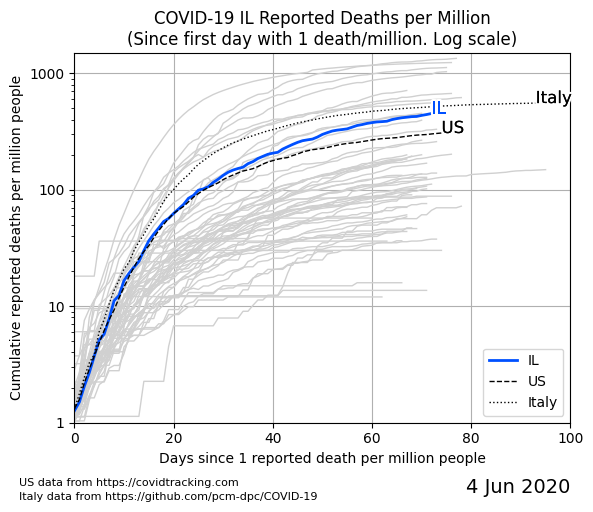 COVID-19 IL Reported Deaths per Million
(Since first day with 1 death/million. Log scale)
Cumulative reported deaths per million people
1000
100
10
1
Italy
IL
US
IL
US
Italy
0 20 40 60 80 100
Days since 1 reported death per million people
US data from https://covidtracking.com
Italy data from https://github.com/pcm-dpc/COVID-19
4 Jun 2020